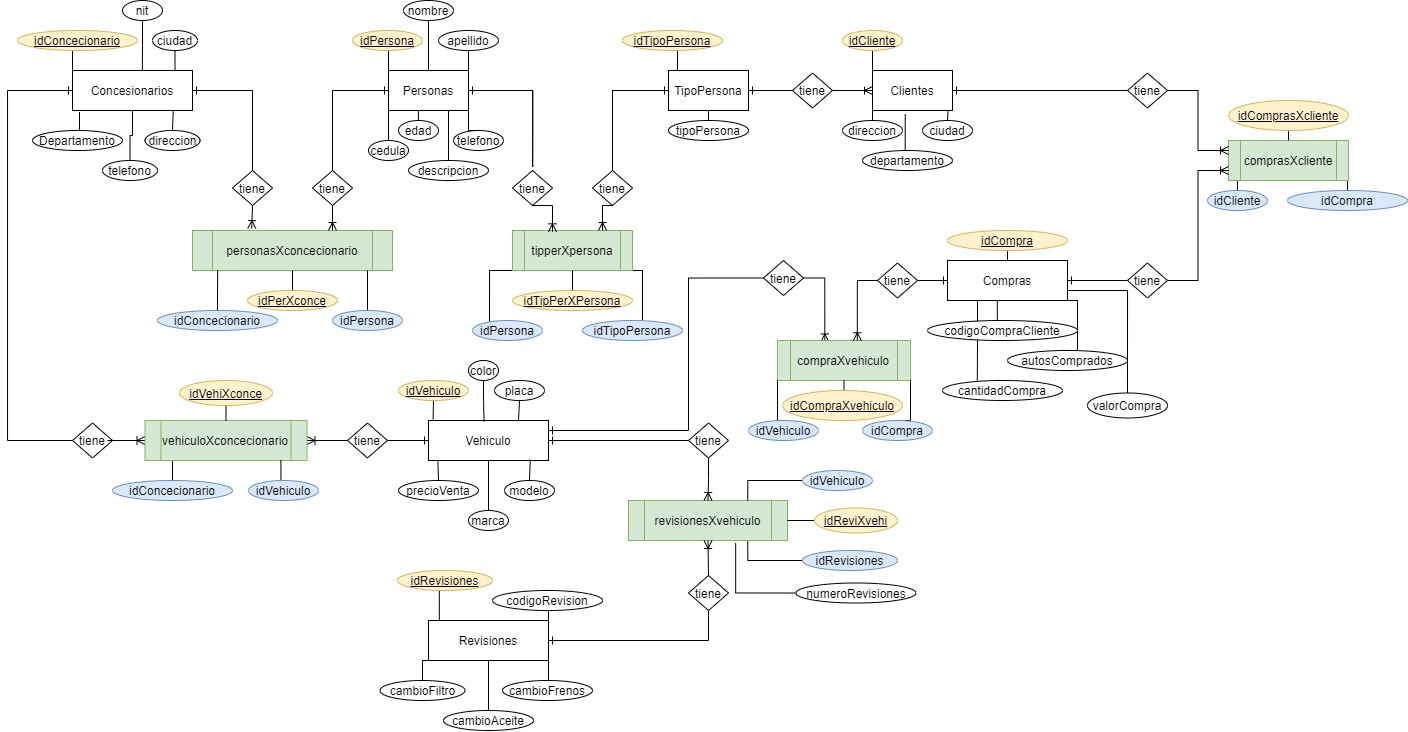 nit
nombre
idConcecionario
ciudad
idPersona
apellido
idTipoPersona
idCliente
Concesionarios
Personas
TipoPersona
tiene
Clientes
tiene
idComprasXcliente
Departamento
direccion
cedula
edad
telefono
tipoPersona
direccion
ciudad
telefono
descripcion
departamento
comprasXcliente
tiene
tiene
tiene
tiene
idCliente
idCompra
personasXconcecionario
tipperXpersona
idCompra
tiene
tiene
Compras
tiene
idPerXconce
idTipPerXPersona
idConcecionario
idPersona
idPersona
idTipoPersona
codigoCompraCliente
compraXvehiculo
autosComprados
color
idVehiXconce
idVehiculo
placa
cantidadCompra
idCompraXvehiculo
valorCompra
idVehiculo
idCompra
tiene
vehiculoXconcecionario
tiene
Vehiculo
tiene
idConcecionario
idVehiculo
precioVenta
modelo
idVehiculo
marca
revisionesXvehiculo
idReviXvehi
idRevisiones
idRevisiones
codigoRevision
tiene
numeroRevisiones
Revisiones
cambioFiltro
cambioFrenos
cambioAceite